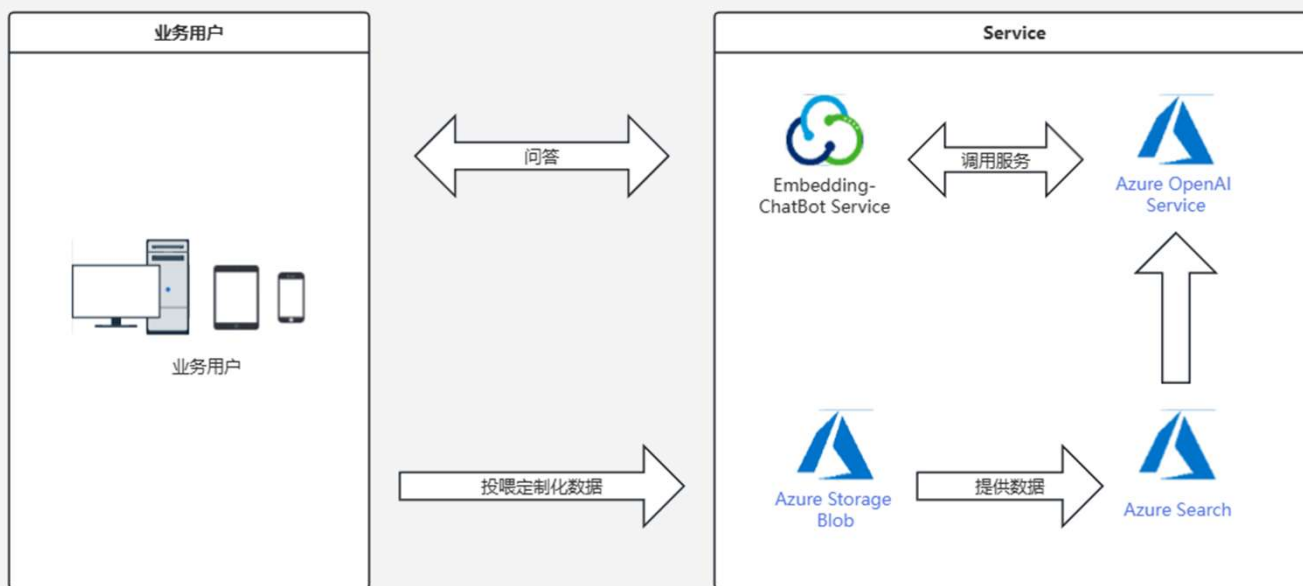 业务用户
Service
问答
Embedding-
ChatBot Service
调用服务
Azure OpenAI
Service
业务用户
投喂定制化数据
Azure Storage
Blob
提供数据
Azure Search